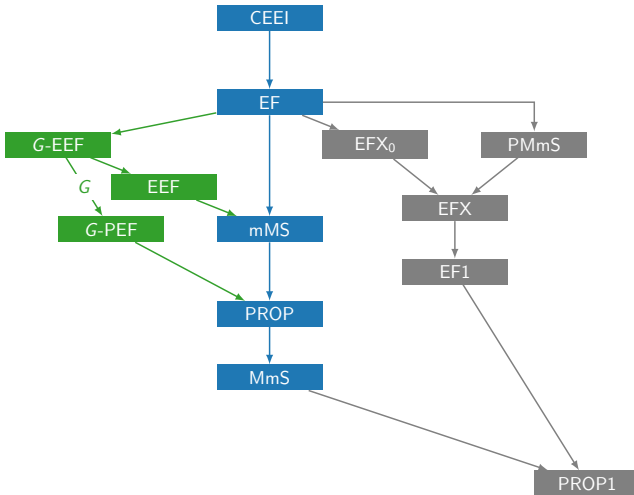 CEEI
EF
G-EEF
EFX₀
PMmS
G
EEF
EFX
G-PEF
mMS
EF1
PROP
MmS
PROP1